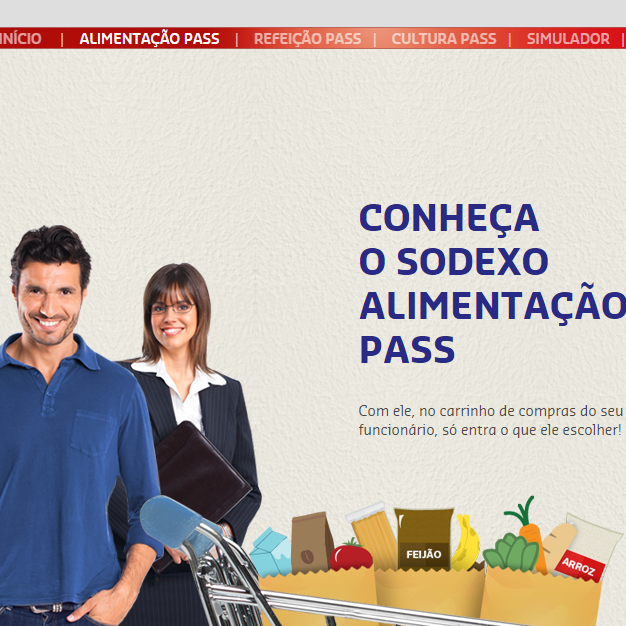 INÍCIO | ALIMENTAÇÃO PASS | REFEIÇÃO PASS | CULTURA PASS | SIMULADOR |
CONHEÇA
O SODEXO
ALIMENTAÇÃO
PASS
Com ele, no carrinho de compras do seu
funcionário, só entra o que ele escolher!
FEIJÃO
ARROZ